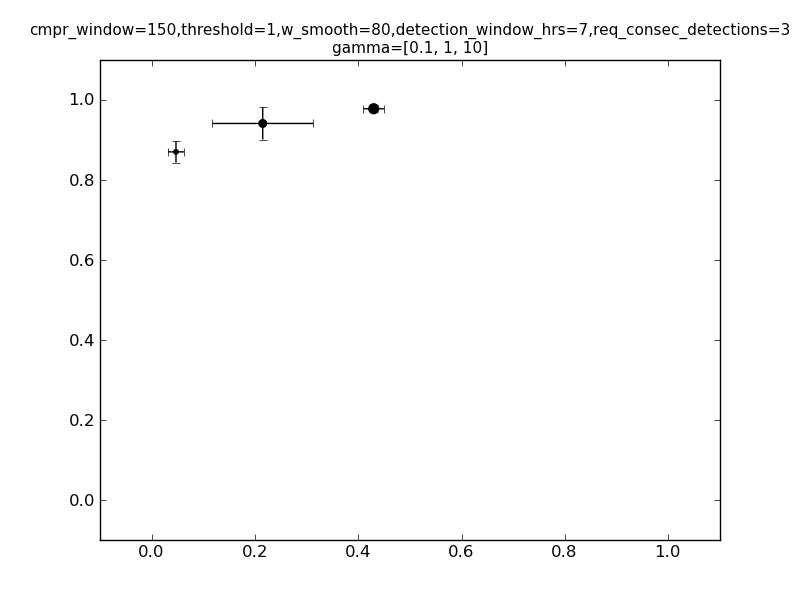 cmpr_window=150,threshold=1,w_smooth=80,detection_window_hrs=7,req_consec_detections=3
gamma=[0.1, 1, 10]
1.0
0.8
0.6
0.4
0.2
0.0
0.0 0.2 0.4 0.6 0.8 1.0